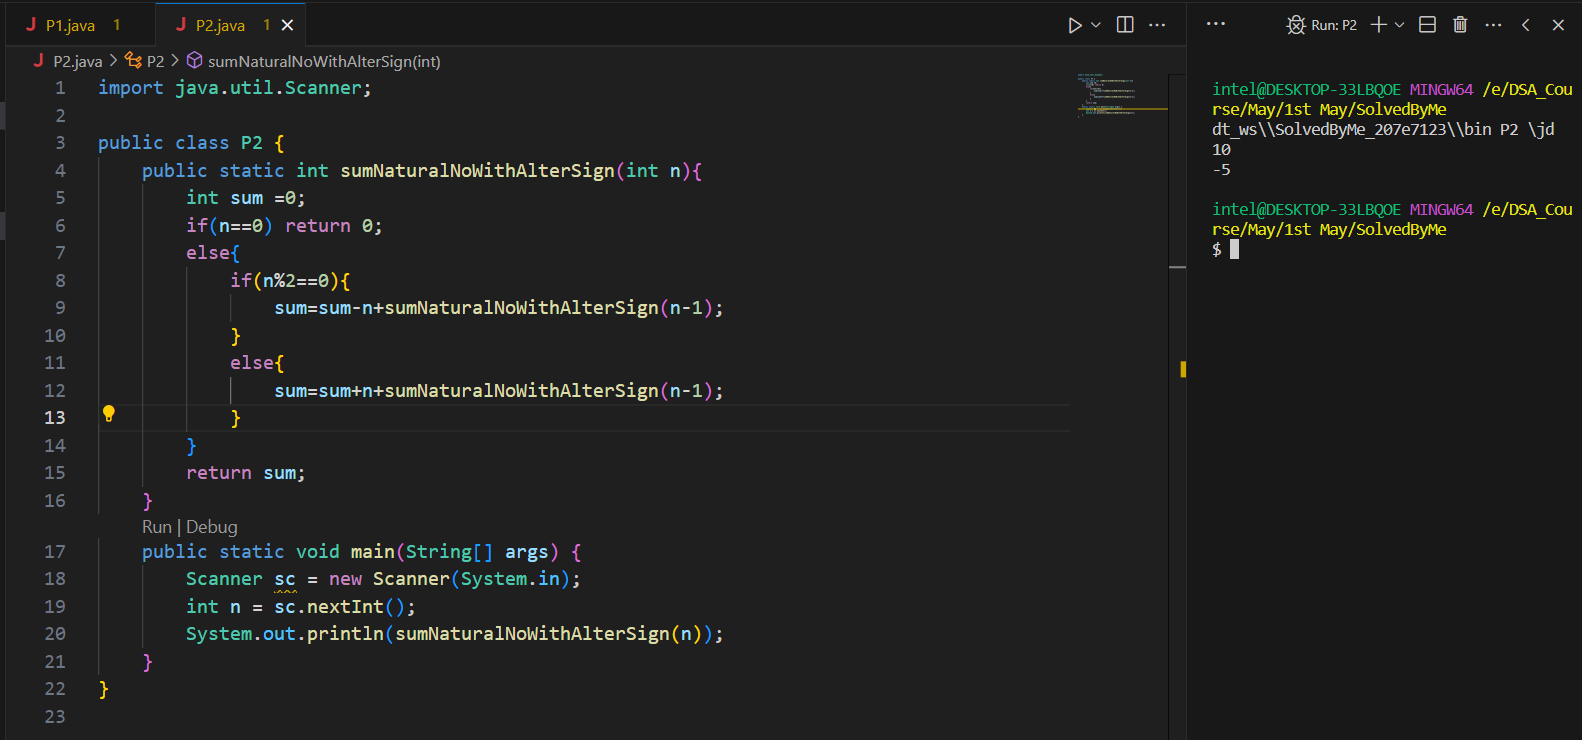 J P1.java 1 J P2.java 1
J P2.java > P2 > sumNaturalNoWithAlterSign(int)
1 import java.util.Scanner;
2
3 public class P2 {
4 public static int sumNaturalNoWithAlterSign(int n){
5 int sum =0;
6 if(n==0) return 0;
7 else{
8 if(n%2==0){
9 sum=sum-n+sumNaturalNoWithAlterSign(n-1);
10 }
11 else{
12 sum=sum+n+sumNaturalNoWithAlterSign(n-1);
13 }
14 }
15 return sum;
16 }
Run | Debug
17 public static void main(String[] args) {
18 Scanner sc = new Scanner(System.in);
19 int n = sc.nextInt();
20 System.out.println(sumNaturalNoWithAlterSign(n));
21 }
22 }
23
Run: P2
intel@DESKTOP-33LBQOE MINGW64 /e/DSA_Cou
rse/May/1st May/SolvedByMe
dt_ws\\SolvedByMe_207e7123\\bin P2 \jd
10
-5
intel@DESKTOP-33LBQOE MINGW64 /e/DSA_Cou
rse/May/1st May/SolvedByMe
$